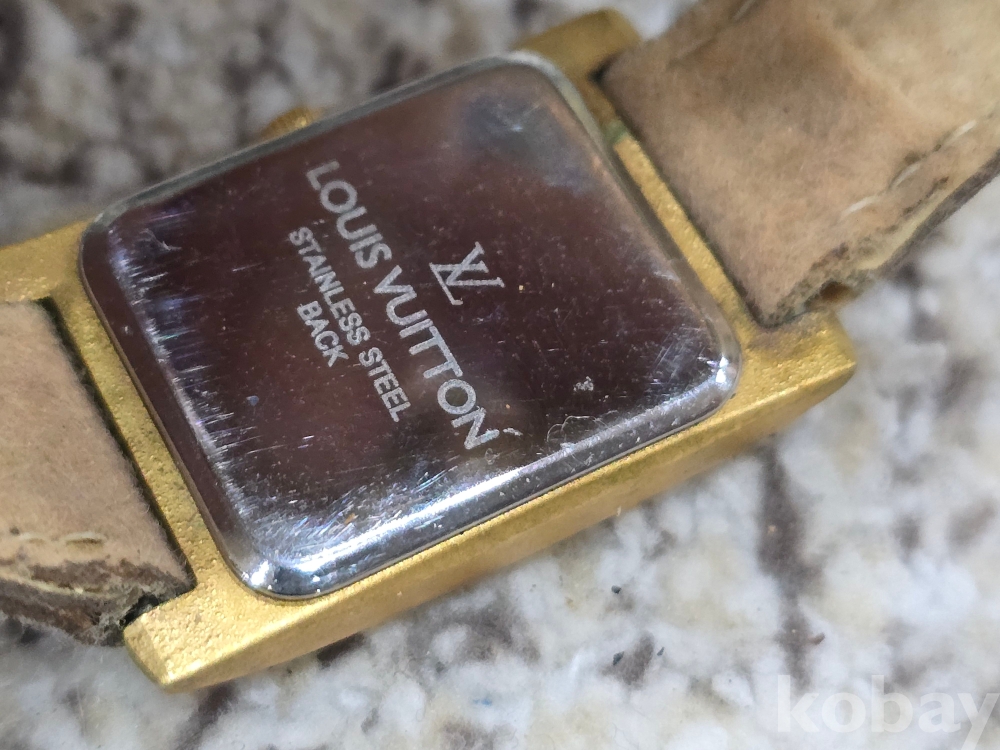 LV
LOUIS VUITTON
STAINLESS STEEL
BACK
kobay